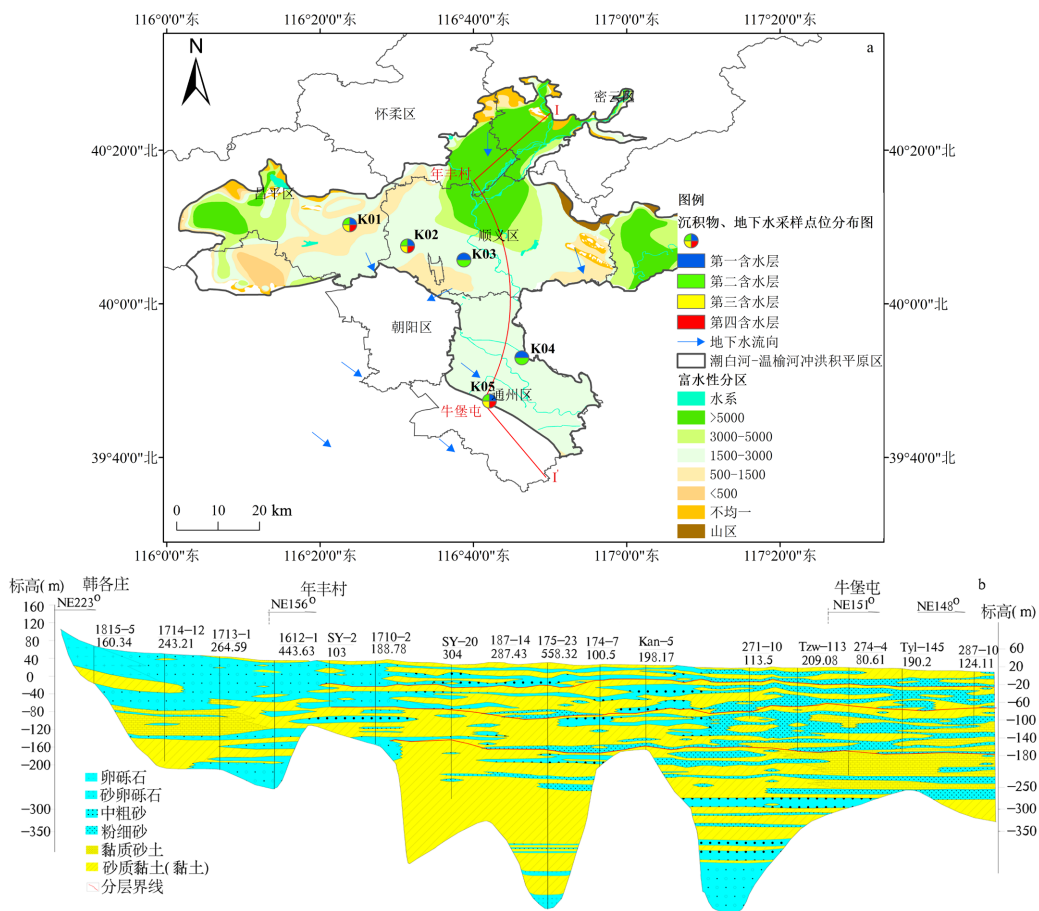 116°0′0″东 116°20′0″东 116°40′0″东 117°0′0″东 117°20′0″东
a
N
怀柔区
密云区
I
40°20′0″北 40°20′0″北
年丰村
昌平区
K01
K02
顺义区
K03
40°0′0″北 40°0′0″北
朝阳区
K04
K05
通州区
牛堡屯
39°40′0″北 39°40′0″北
I′
0 10 20 km
图例
沉积物、地下水采样点位分布图
第一含水层
第二含水层
第三含水层
第四含水层
地下水流向
潮白河-温榆河冲洪积平原区
富水性分区
水系
>5000
3000-5000
1500-3000
500-1500
<500
不均一
山区
116°0′0″东 116°20′0″东 116°40′0″东 117°0′0″东 117°20′0″东
标高(m) 韩各庄 年丰村 牛堡屯 b
NE223° NE156° NE151° NE148° 标高(m)
1815-5 1714-12 1713-1 1612-1 SY-2 1710-2 SY-20 187-14 175-23 174-7 Kan-5 271-10 Tzw-113 274-4 Tyl-145 287-10
160.34 243.21 264.59 443.63 103 188.78 304 287.43 558.32 100.5 198.17 113.5 209.08 80.61 190.2 124.11
160
120
80
40
0
-40
-80
-120
-160
-200
-300
-350
60
20
-20
-60
-100
-140
-180
-250
-300
-350
卵砾石
砂卵砾石
中粗砂
粉细砂
黏质砂土
砂质黏土(黏土)
分层界线